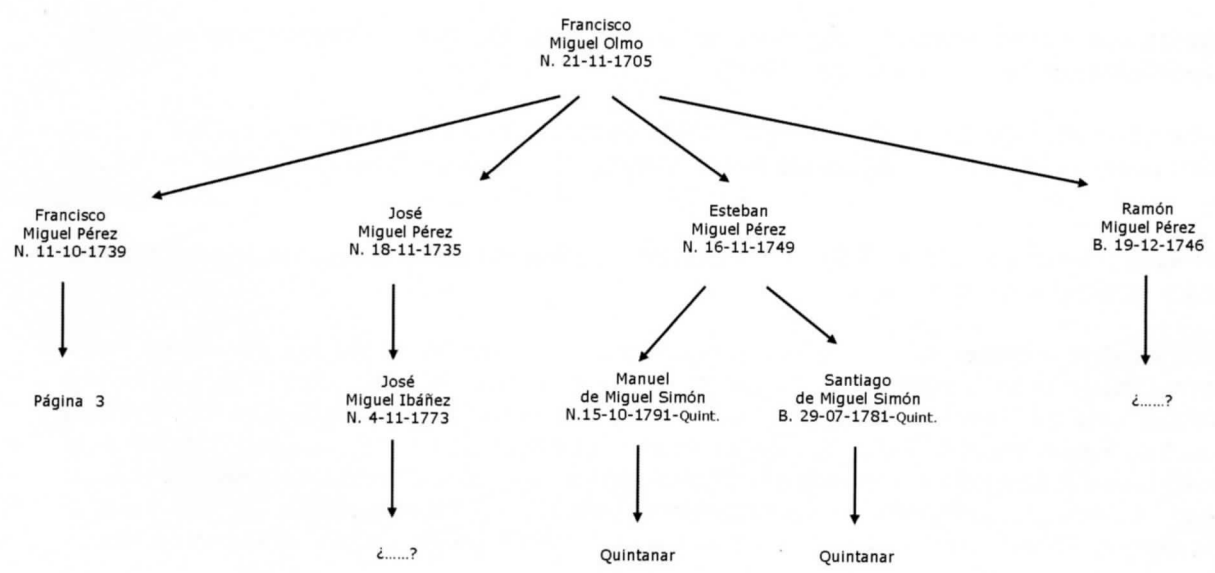 Francisco
Miguel Olmo
N. 21-11-1705
Francisco
Miguel Pérez
N. 11-10-1739
José
Miguel Pérez
N. 18-11-1735
Esteban
Miguel Pérez
N. 16-11-1749
Ramón
Miguel Pérez
B. 19-12-1746
Página 3
José
Miguel Ibáñez
N. 4-11-1773
Manuel
de Miguel Simón
N.15-10-1791-Quint.
Santiago
de Miguel Simón
B. 29-07-1781-Quint.
¿......?
¿......?
Quintanar
Quintanar